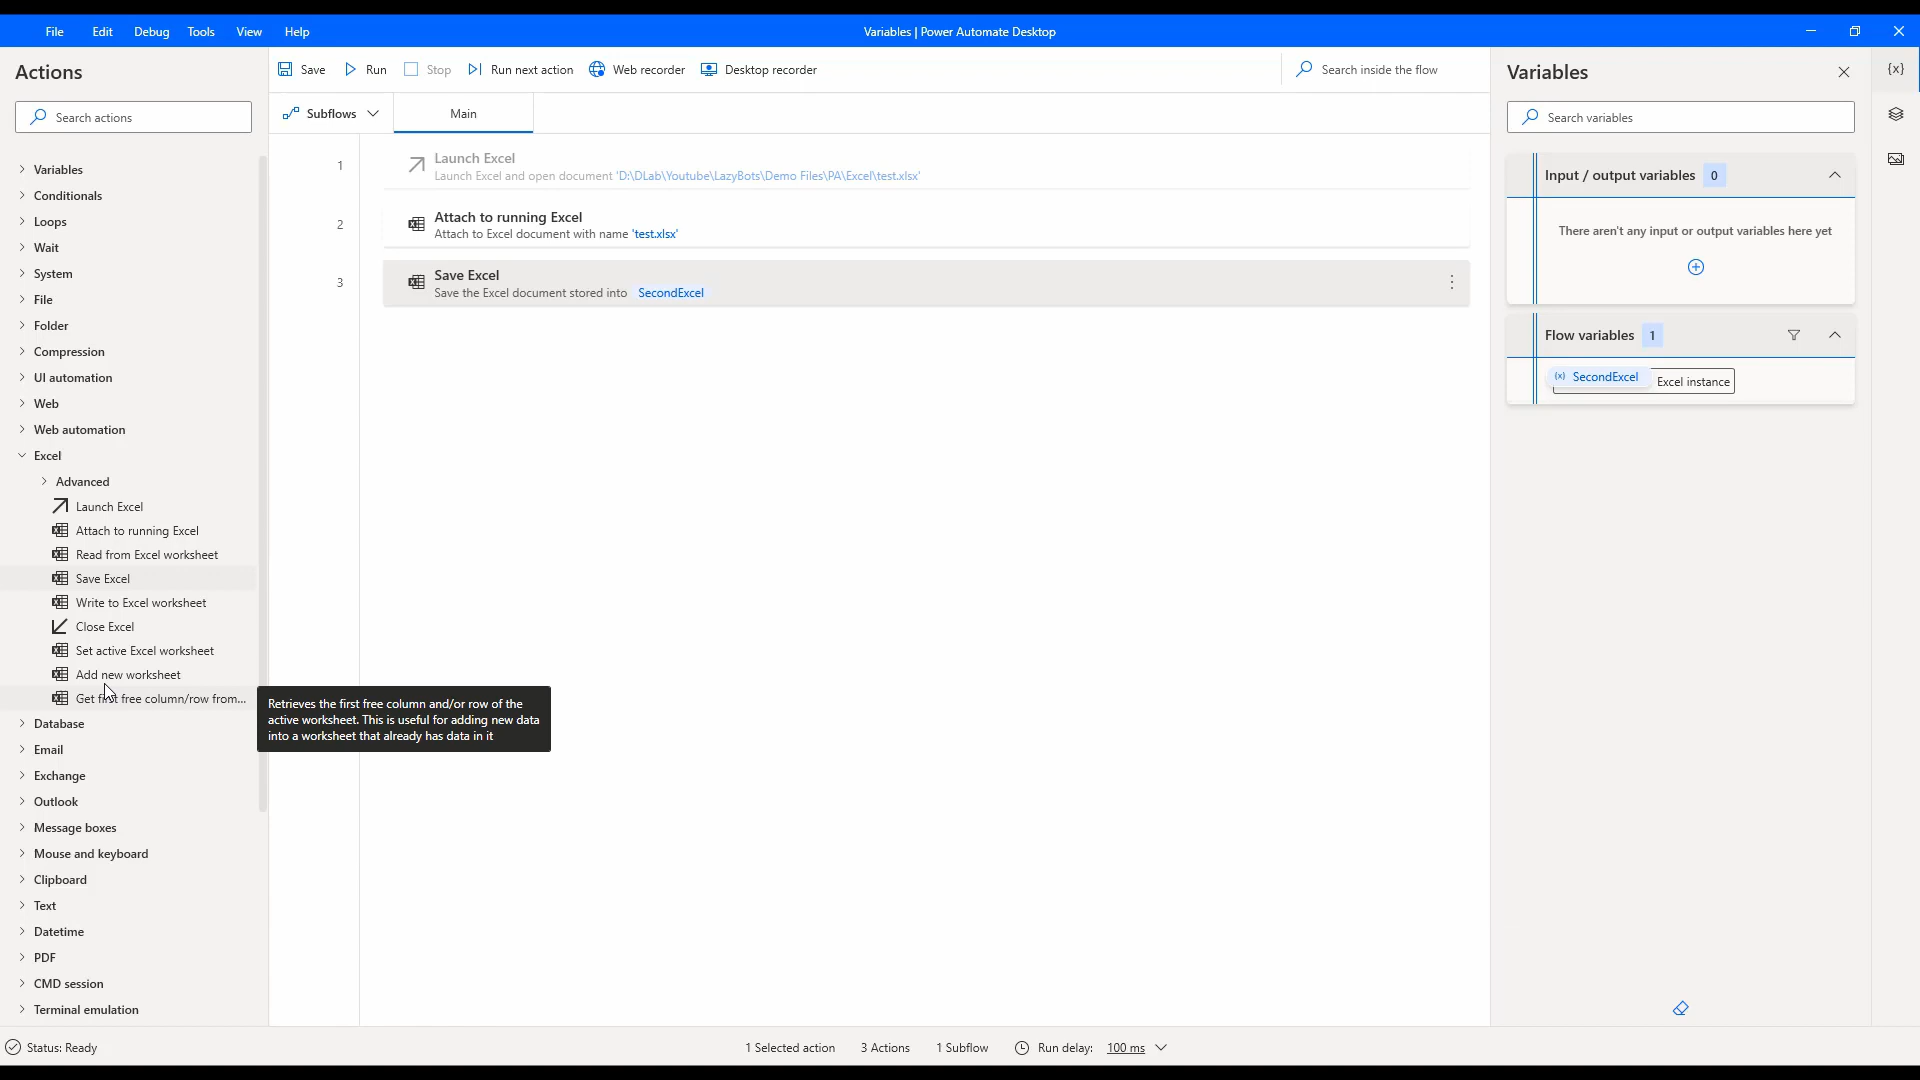 File Edit Debug Tools View Help Variables | Power Automate Desktop
Actions
Search actions
Variables
Conditionals
Loops
Wait
System
File
Folder
Compression
UI automation
Web
Web automation
Excel
Advanced
Launch Excel
Attach to running Excel
Read from Excel worksheet
Save Excel
Write to Excel worksheet
Close Excel
Set active Excel worksheet
Add new worksheet
Get first free column/row from...
Database
Email
Exchange
Outlook
Message boxes
Mouse and keyboard
Clipboard
Text
Datetime
PDF
CMD session
Terminal emulation
Save Run Stop Run next action Web recorder Desktop recorder Search inside the flow
Subflows Main
1
Launch Excel
Launch Excel and open document 'D:\DLab\Youtube\LazyBots\Demo Files\PA\Excel\test.xlsx'
2
Attach to running Excel
Attach to Excel document with name 'test.xlsx'
3
Save Excel
Save the Excel document stored into SecondExcel
Retrieves the first free column and/or row of the
active worksheet. This is useful for adding new data
into a worksheet that already has data in it
Variables
{x}
Search variables
Input / output variables 0
There aren't any input or output variables here yet
Flow variables 1
(x) SecondExcel Excel instance
Status: Ready 1 Selected action 3 Actions 1 Subflow Run delay: 100 ms